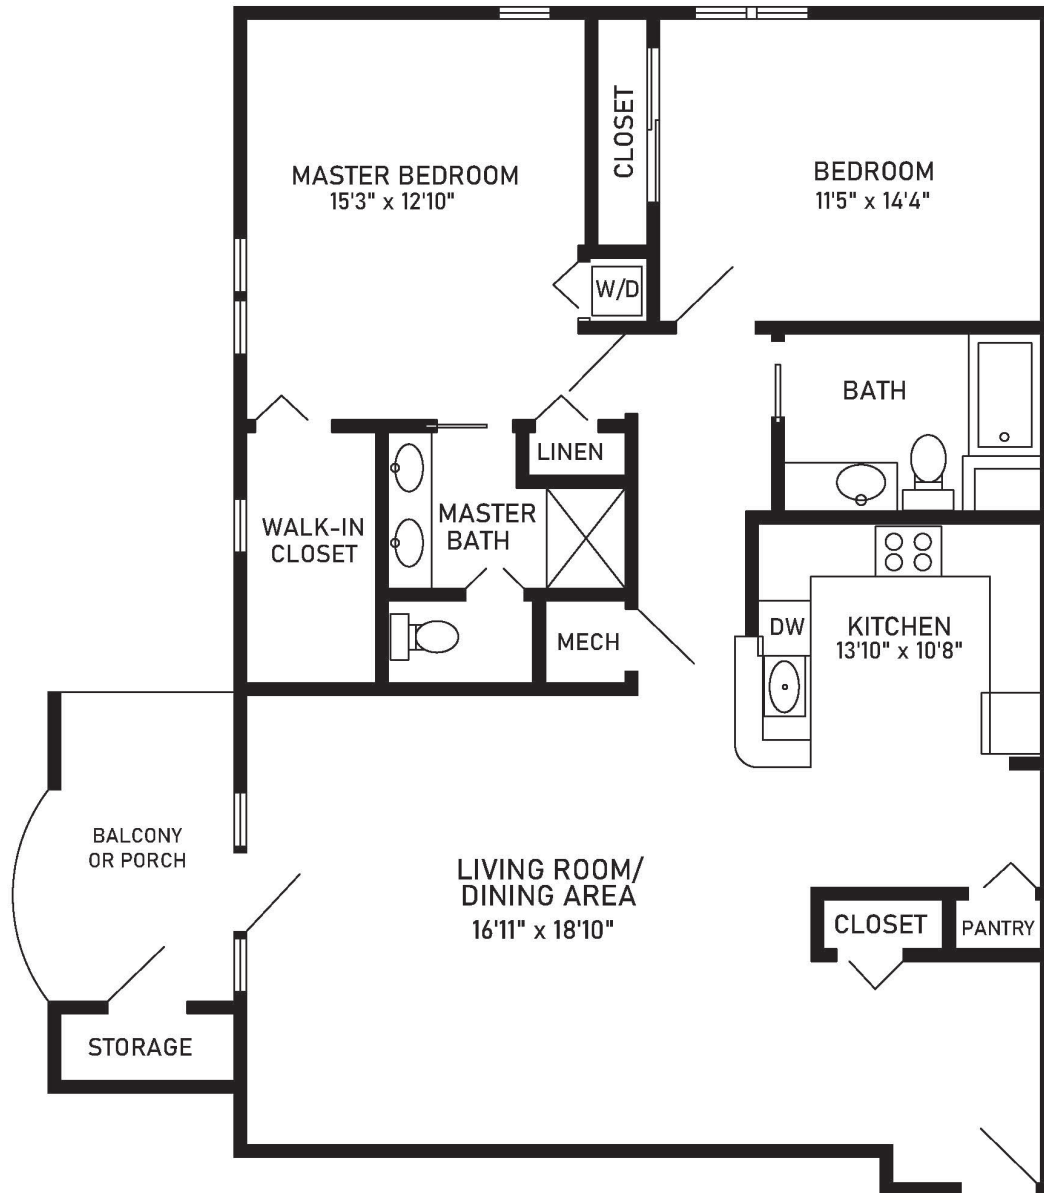 MASTER BEDROOM
15'3" x 12'10"
CLOSET
BEDROOM
11'5" x 14'4"
W/D
BATH
LINEN
WALK-IN
CLOSET
MASTER
BATH
MECH
DW
KITCHEN
13'10" x 10'8"
BALCONY
OR PORCH
LIVING ROOM/
DINING AREA
16'11" x 18'10"
CLOSET
PANTRY
STORAGE